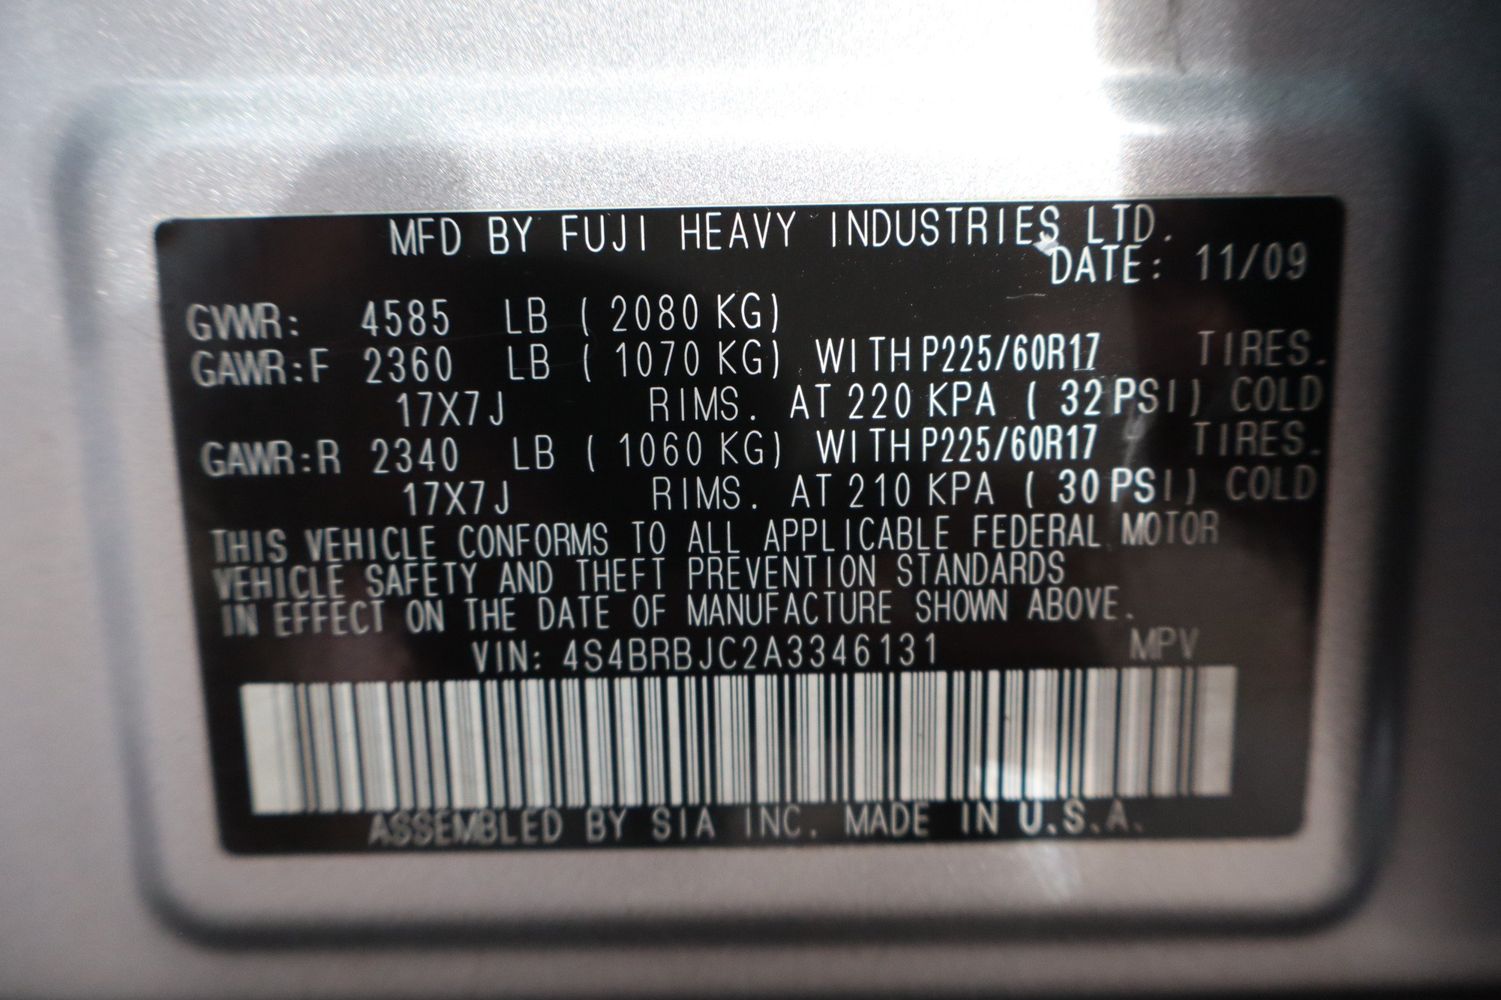 MFD BY FUJI HEAVY INDUSTRIES LTD.
DATE: 11/09
GVWR: 4585 LB ( 2080 KG)
GAWR:F 2360 LB ( 1070 KG) WITH P225/60R17 TIRES.
17X7J RIMS. AT 220 KPA ( 32 PSI) COLD
GAWR:R 2340 LB ( 1060 KG) WITH P225/60R17 TIRES.
17X7J RIMS. AT 210 KPA ( 30 PSI) COLD
THIS VEHICLE CONFORMS TO ALL APPLICABLE FEDERAL MOTOR
VEHICLE SAFETY AND THEFT PREVENTION STANDARDS
IN EFFECT ON THE DATE OF MANUFACTURE SHOWN ABOVE.
VIN: 4S4BRBJC2A3346131 MPV
ASSEMBLED BY SIA INC. MADE IN U.S.A.